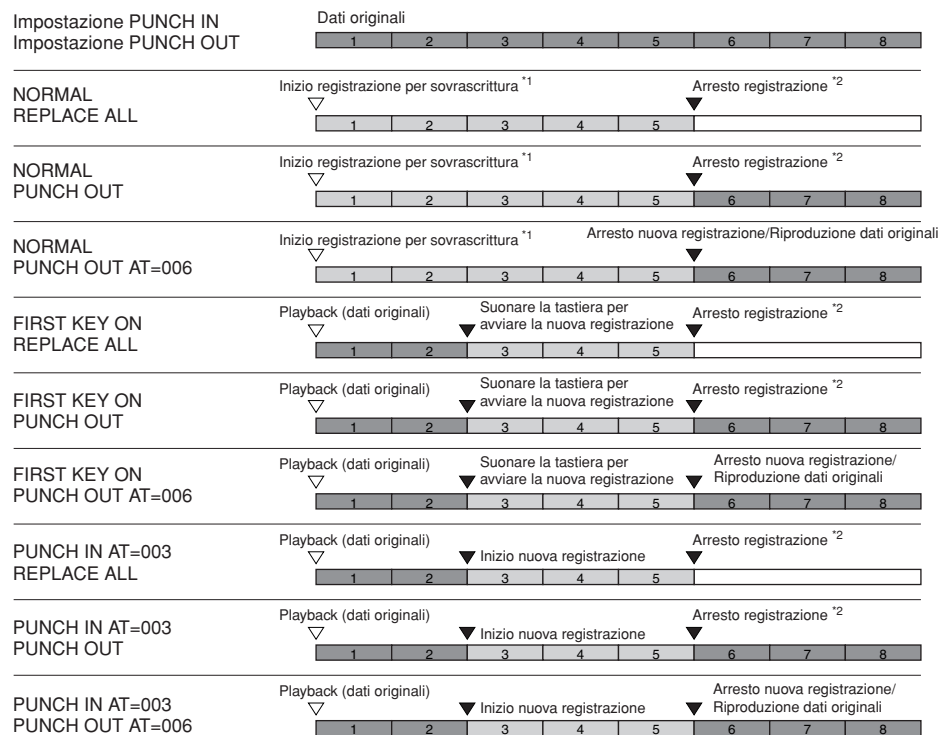 Impostazione PUNCH IN
Impostazione PUNCH OUT
Dati originali
1 2 3 4 5 6 7 8
NORMAL
REPLACE ALL
Inizio registrazione per sovrascrittura *1
Arresto registrazione *2
1 2 3 4 5
NORMAL
PUNCH OUT
Inizio registrazione per sovrascrittura *1
Arresto registrazione *2
1 2 3 4 5 6 7 8
NORMAL
PUNCH OUT AT=006
Inizio registrazione per sovrascrittura *1
Arresto nuova registrazione/Riproduzione dati originali
1 2 3 4 5 6 7 8
FIRST KEY ON
REPLACE ALL
Playback (dati originali)
Suonare la tastiera per
avviare la nuova registrazione
Arresto registrazione *2
1 2 3 4 5
FIRST KEY ON
PUNCH OUT
Playback (dati originali)
Suonare la tastiera per
avviare la nuova registrazione
Arresto registrazione *2
1 2 3 4 5 6 7 8
FIRST KEY ON
PUNCH OUT AT=006
Playback (dati originali)
Suonare la tastiera per
avviare la nuova registrazione
Arresto nuova registrazione/
Riproduzione dati originali
1 2 3 4 5 6 7 8
PUNCH IN AT=003
REPLACE ALL
Playback (dati originali)
Inizio nuova registrazione
Arresto registrazione *2
1 2 3 4 5
PUNCH IN AT=003
PUNCH OUT
Playback (dati originali)
Inizio nuova registrazione
Arresto registrazione *2
1 2 3 4 5 6 7 8
PUNCH IN AT=003
PUNCH OUT AT=006
Playback (dati originali)
Inizio nuova registrazione
Arresto nuova registrazione/
Riproduzione dati originali
1 2 3 4 5 6 7 8